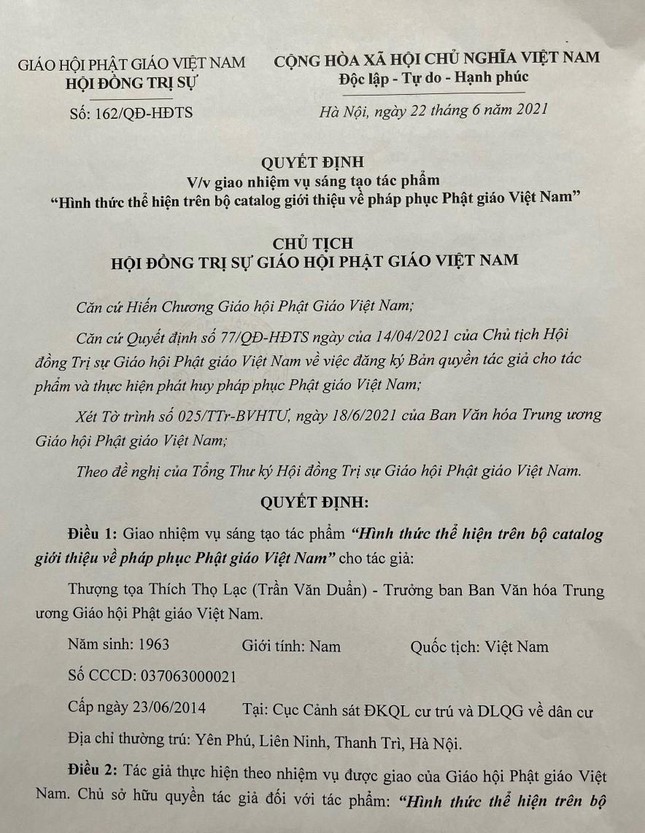 GIÁO HỘI PHẬT GIÁO VIỆT NAM
HỘI ĐỒNG TRỊ SỰ
Số: 162/QĐ-HĐTS
CỘNG HÒA XÃ HỘI CHỦ NGHĨA VIỆT NAM
Độc lập - Tự do - Hạnh phúc
Hà Nội, ngày 22 tháng 6 năm 2021
QUYẾT ĐỊNH
V/v giao nhiệm vụ sáng tạo tác phẩm
“Hình thức thể hiện trên bộ catalog giới thiệu về pháp phục Phật giáo Việt Nam”
CHỦ TỊCH
HỘI ĐỒNG TRỊ SỰ GIÁO HỘI PHẬT GIÁO VIỆT NAM
Căn cứ Hiến Chương Giáo hội Phật Giáo Việt Nam;
Căn cứ Quyết định số 77/QĐ-HĐTS ngày của 14/04/2021 của Chủ tịch Hội
đồng Trị sự Giáo hội Phật giáo Việt Nam về việc đăng ký Bản quyền tác giả cho tác
phẩm và thực hiện phát huy pháp phục Phật giáo Việt Nam;
Xét Tờ trình số 025/TTr-BVHTƯ, ngày 18/6/2021 của Ban Văn hóa Trung ương
Giáo hội Phật giáo Việt Nam;
Theo đề nghị của Tổng Thư ký Hội đồng Trị sự Giáo hội Phật giáo Việt Nam.
QUYẾT ĐỊNH:
Điều 1: Giao nhiệm vụ sáng tạo tác phẩm “Hình thức thể hiện trên bộ catalog
giới thiệu về pháp phục Phật giáo Việt Nam” cho tác giả:
Thượng tọa Thích Thọ Lạc (Trần Văn Duẩn) - Trưởng ban Ban Văn hóa Trung
ương Giáo hội Phật giáo Việt Nam.
Năm sinh: 1963 Giới tính: Nam Quốc tịch: Việt Nam
Số CCCD: 037063000021
Cấp ngày 23/06/2014 Tại: Cục Cảnh sát ĐKQL cư trú và DLQG về dân cư
Địa chỉ thường trú: Yên Phú, Liên Ninh, Thanh Trì, Hà Nội.
Điều 2: Tác giả thực hiện theo nhiệm vụ được giao của Giáo hội Phật giáo Việt
Nam. Chủ sở hữu quyền tác giả đối với tác phẩm: “Hình thức thể hiện trên bộ